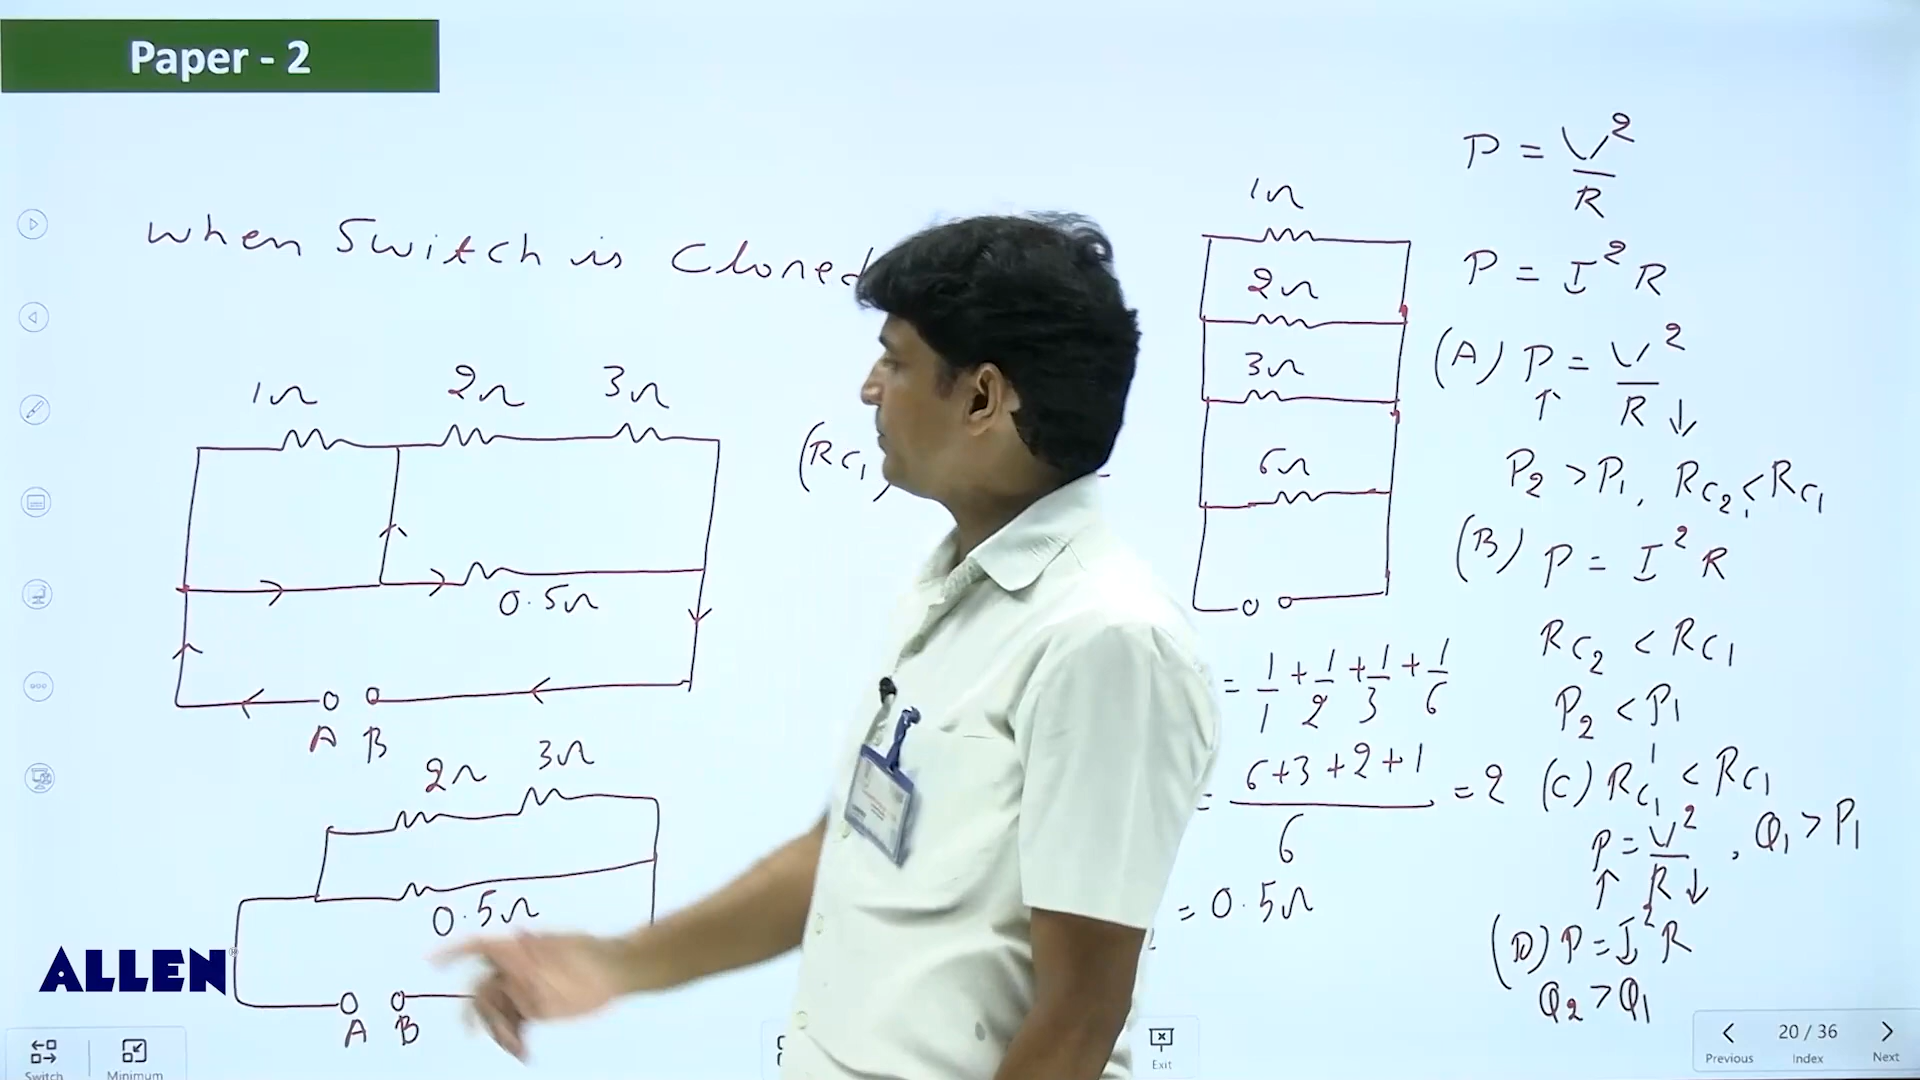 Paper - 2
When Switch is Closed
1Ω 2Ω 3Ω
0.5Ω
A B
2Ω 3Ω
0.5Ω
A B
(RC1)
1Ω
2Ω
3Ω
6Ω
= 1/1 + 1/2 + 1/3 + 1/6
= 6+3+2+1 / 6 = 2
= 0.5Ω
P = V²/R
P = I²R
(A) P↑ = V²/R↓
P2 > P1, RC2 < RC1
(B) P = I²R
RC2 < RC1
P2 < P1
(C) RC1' < RC1
P↑ = V²/R↓, Q1 > P1
(D) P = I²R
Q2 > Q1
ALLEN
Switch
Minimum
Exit
20 / 36
Previous Index Next